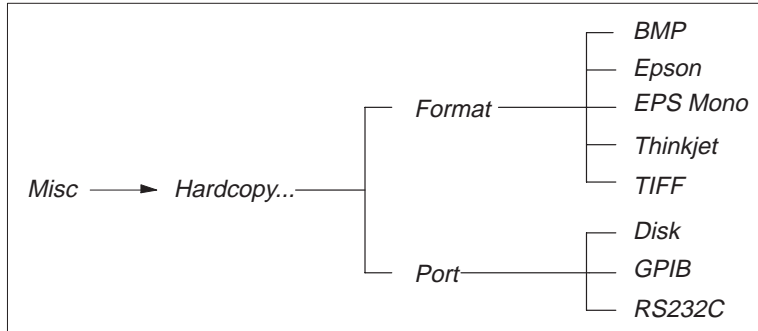 BMP
Epson
Format
EPS Mono
Thinkjet
Misc
Hardcopy...
TIFF
Disk
Port
GPIB
RS232C